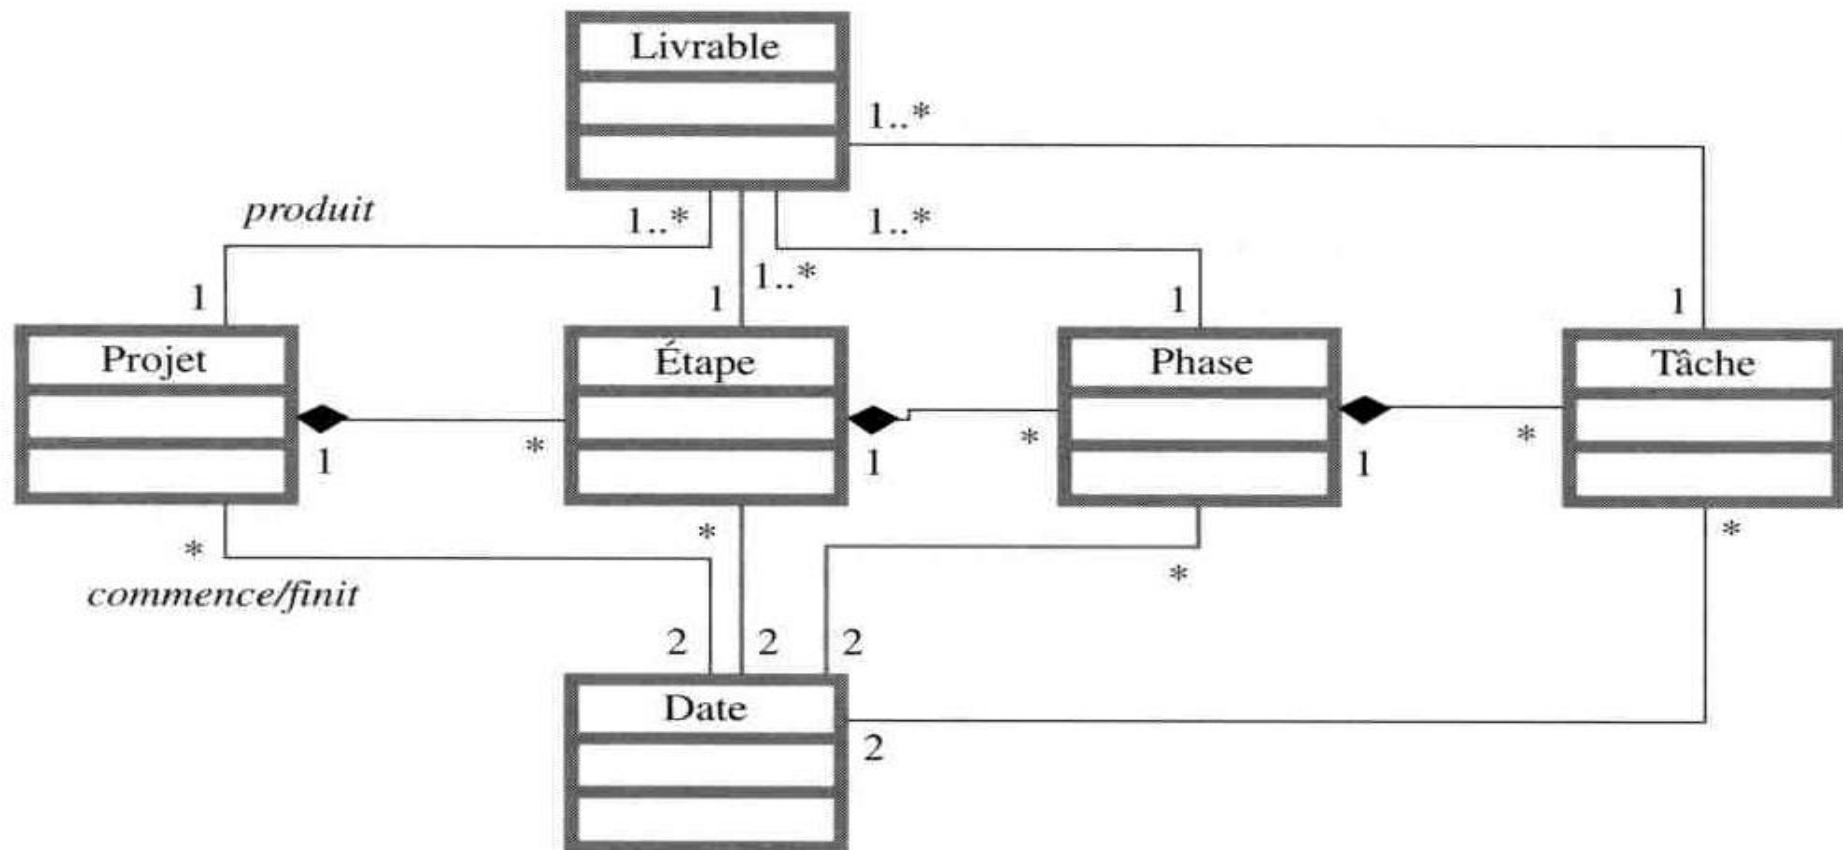 Livrable
1..*
produit
1..* 1..*
1..*
1 1 1 1
Projet Étape Phase Tâche
* * *
1 1 1
* * * *
commence/finit
2 2 2
Date
2